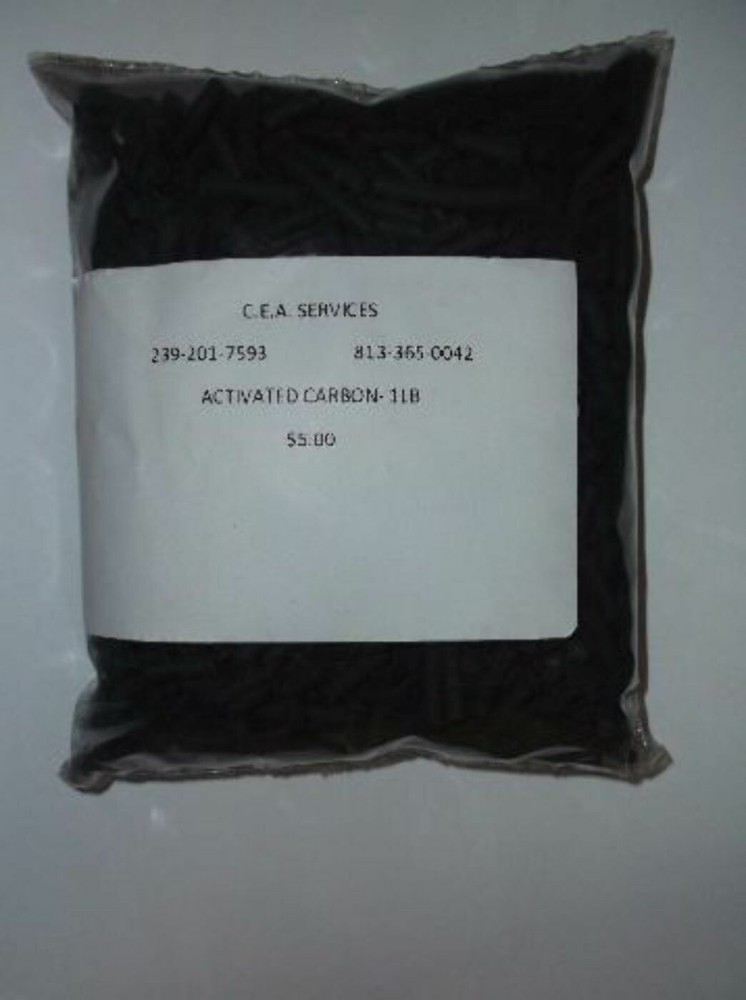 C.E.A. SERVICES
239-201-7593 813-365-0042
ACTIVATED CARBON- 1LB
$5.00